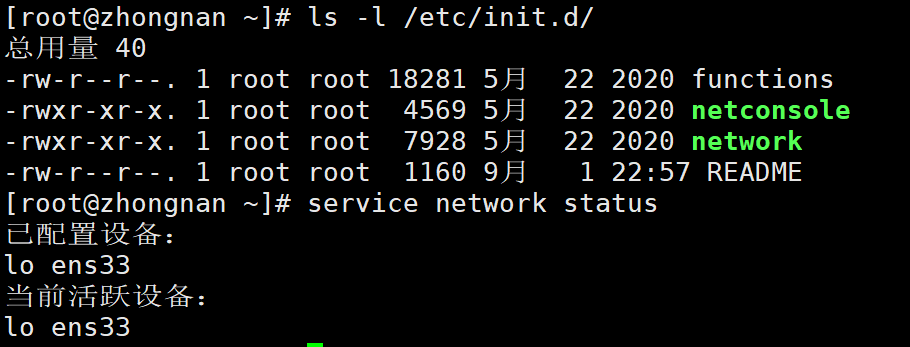 [root@zhongnan ~]# ls -l /etc/init.d/
总用量 40
-rw-r--r--. 1 root root 18281 5月  22 2020 functions
-rwxr-xr-x. 1 root root  4569 5月  22 2020 netconsole
-rwxr-xr-x. 1 root root  7928 5月  22 2020 network
-rw-r--r--. 1 root root  1160 9月   1 22:57 README
[root@zhongnan ~]# service network status
已配置设备：
lo ens33
当前活跃设备：
lo ens33